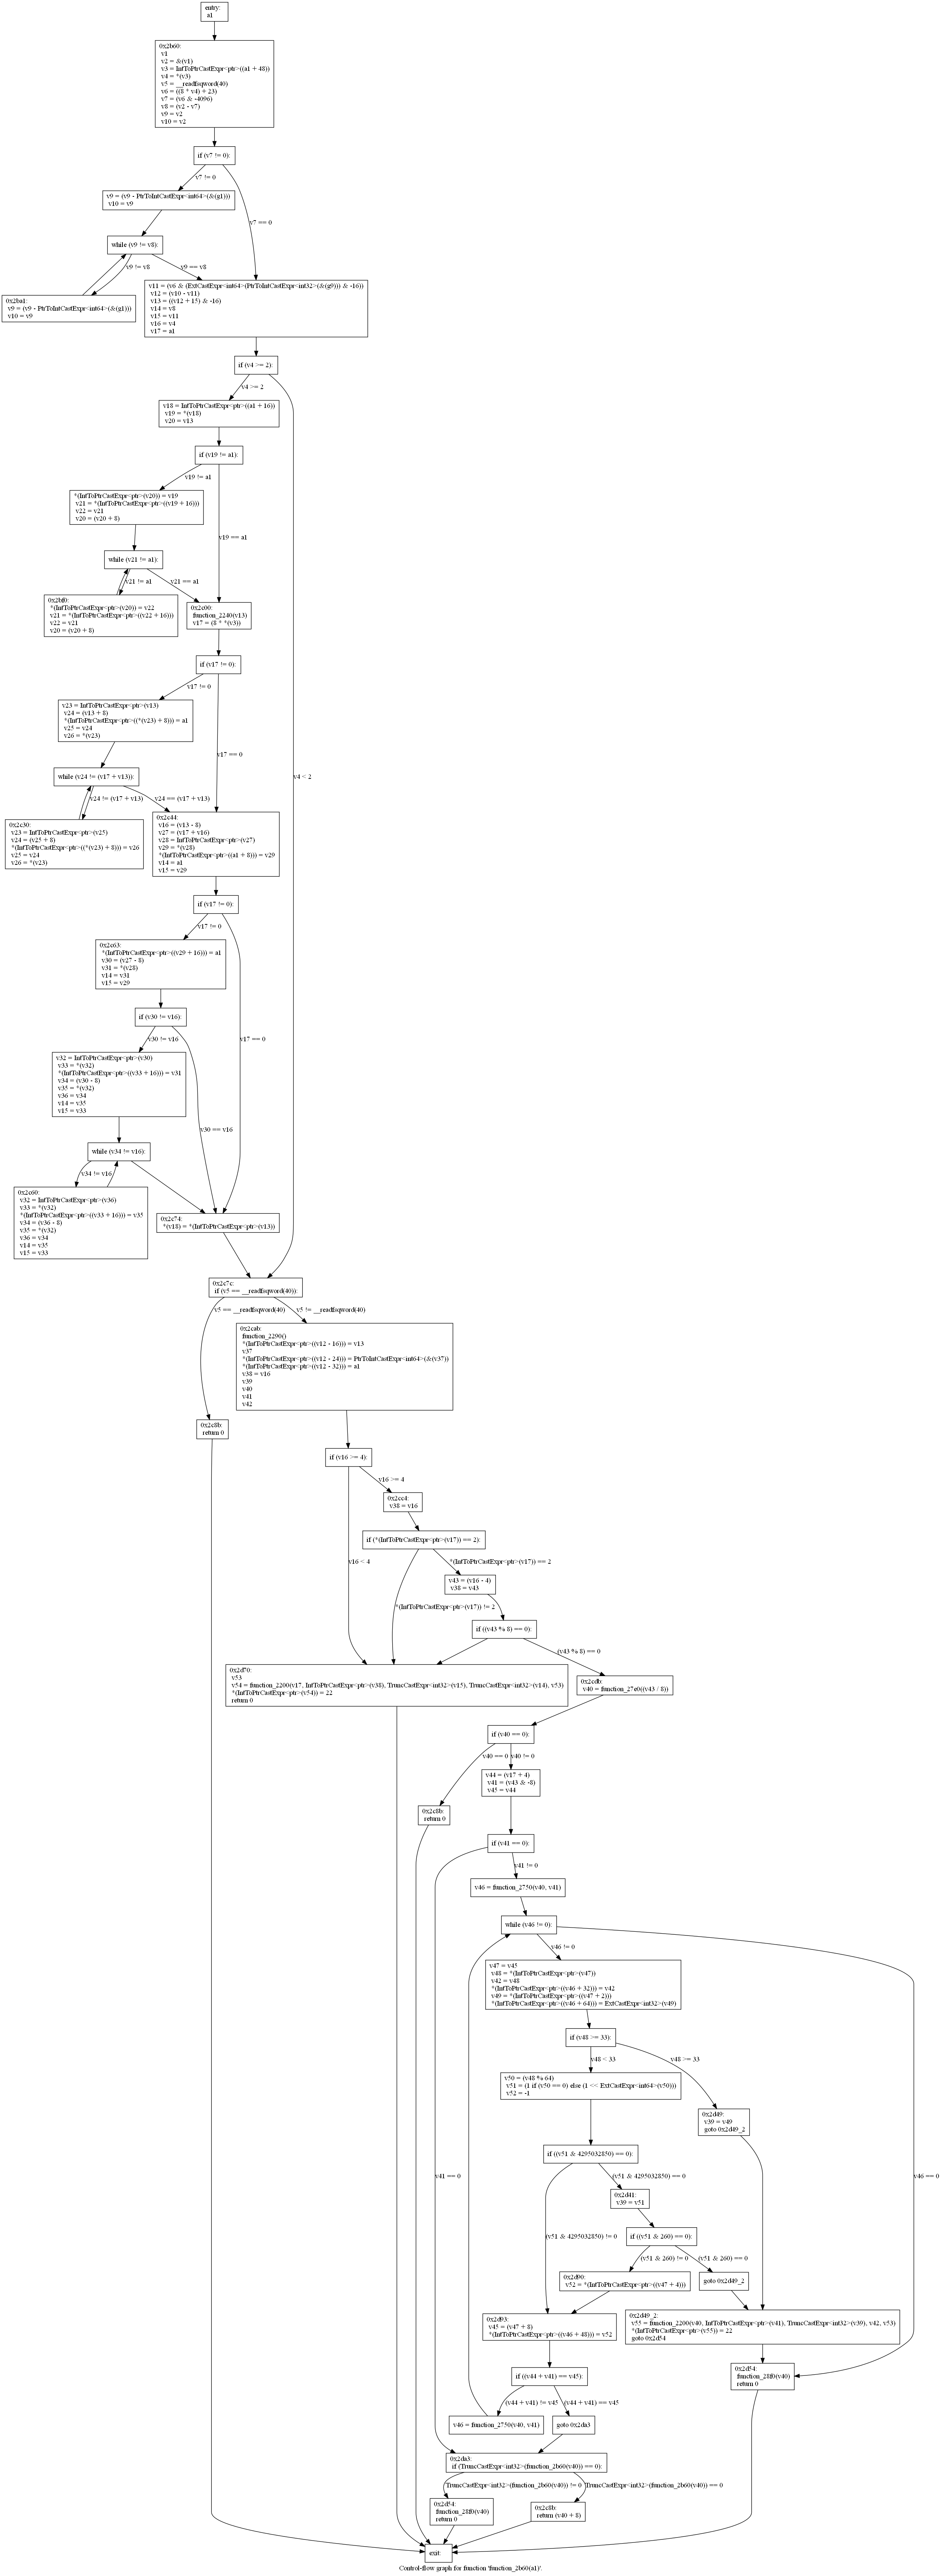 entry:
a1
0x2b60:
v1
v2 = &(v1)
v3 = IntToPtrCastExpr<ptr>((a1 + 48))
v4 = *(v3)
v5 = __readfsqword(40)
v6 = ((8 * v4) + 23)
v7 = (v6 & -4096)
v8 = (v2 - v7)
v9 = v2
v10 = v2
if (v7 != 0):
v7 != 0
v9 = (v9 - PtrToIntCastExpr<int64>(&(g1)))
v10 = v9
v7 == 0
while (v9 != v8):
v9 != v8
v9 == v8
0x2ba1:
v9 = (v9 - PtrToIntCastExpr<int64>(&(g1)))
v10 = v9
v11 = (v6 & (ExtCastExpr<int64>(PtrToIntCastExpr<int32>(&(g9))) & -16))
v12 = (v10 - v11)
v13 = ((v12 + 15) & -16)
v14 = v8
v15 = v11
v16 = v4
v17 = a1
if (v4 >= 2):
v4 >= 2
v18 = IntToPtrCastExpr<ptr>((a1 + 16))
v19 = *(v18)
v20 = v13
if (v19 != a1):
v19 != a1
*(IntToPtrCastExpr<ptr>(v20)) = v19
v21 = *(IntToPtrCastExpr<ptr>((v19 + 16)))
v22 = v21
v20 = (v20 + 8)
v19 == a1
while (v21 != a1):
v21 != a1
v21 == a1
0x2bf0:
*(IntToPtrCastExpr<ptr>(v20)) = v22
v21 = *(IntToPtrCastExpr<ptr>((v22 + 16)))
v22 = v21
v20 = (v20 + 8)
0x2c00:
function_2240(v13)
v17 = (8 * *(v3))
if (v17 != 0):
v17 != 0
v23 = IntToPtrCastExpr<ptr>(v13)
v24 = (v13 + 8)
*(IntToPtrCastExpr<ptr>((*(v23) + 8))) = a1
v25 = v24
v26 = *(v23)
v17 == 0
v4 < 2
while (v24 != (v17 + v13)):
v24 != (v17 + v13)
v24 == (v17 + v13)
0x2c30:
v23 = IntToPtrCastExpr<ptr>(v25)
v24 = (v25 + 8)
*(IntToPtrCastExpr<ptr>((*(v23) + 8))) = v26
v25 = v24
v26 = *(v23)
0x2c44:
v16 = (v13 - 8)
v27 = (v17 + v16)
v28 = IntToPtrCastExpr<ptr>(v27)
v29 = *(v28)
*(IntToPtrCastExpr<ptr>((a1 + 8))) = v29
v14 = a1
v15 = v29
if (v17 != 0):
v17 != 0
0x2c63:
*(IntToPtrCastExpr<ptr>((v29 + 16))) = a1
v30 = (v27 - 8)
v31 = *(v28)
v14 = v31
v15 = v29
if (v30 != v16):
v30 != v16
v17 == 0
v32 = IntToPtrCastExpr<ptr>(v30)
v33 = *(v32)
*(IntToPtrCastExpr<ptr>((v33 + 16))) = v31
v34 = (v30 - 8)
v35 = *(v32)
v36 = v34
v14 = v35
v15 = v33
v30 == v16
while (v34 != v16):
v34 != v16
0x2c60:
v32 = IntToPtrCastExpr<ptr>(v36)
v33 = *(v32)
*(IntToPtrCastExpr<ptr>((v33 + 16))) = v35
v34 = (v36 - 8)
v35 = *(v32)
v36 = v34
v14 = v35
v15 = v33
0x2c74:
*(v18) = *(IntToPtrCastExpr<ptr>(v13))
0x2c7c:
if (v5 == __readfsqword(40)):
v5 == __readfsqword(40)
v5 != __readfsqword(40)
0x2cab:
function_2290()
*(IntToPtrCastExpr<ptr>((v12 - 16))) = v13
v37
*(IntToPtrCastExpr<ptr>((v12 - 24))) = PtrToIntCastExpr<int64>(&(v37))
*(IntToPtrCastExpr<ptr>((v12 - 32))) = a1
v38 = v16
v39
v40
v41
v42
0x2c8b:
return 0
if (v16 >= 4):
v16 >= 4
0x2cc4:
v38 = v16
if (*(IntToPtrCastExpr<ptr>(v17)) == 2):
v16 < 4
*(IntToPtrCastExpr<ptr>(v17)) == 2
v43 = (v16 - 4)
v38 = v43
*(IntToPtrCastExpr<ptr>(v17)) != 2
if ((v43 % 8) == 0):
(v43 % 8) == 0
0x2d70:
v53
v54 = function_2200(v17, IntToPtrCastExpr<ptr>(v38), TruncCastExpr<int32>(v15), TruncCastExpr<int32>(v14), v53)
*(IntToPtrCastExpr<ptr>(v54)) = 22
return 0
0x2cdb:
v40 = function_27e0((v43 / 8))
if (v40 == 0):
v40 == 0
v40 != 0
v44 = (v17 + 4)
v41 = (v43 & -8)
v45 = v44
0x2c8b:
return 0
if (v41 == 0):
v41 != 0
v46 = function_2750(v40, v41)
while (v46 != 0):
v46 != 0
v47 = v45
v48 = *(IntToPtrCastExpr<ptr>(v47))
v42 = v48
*(IntToPtrCastExpr<ptr>((v46 + 32))) = v42
v49 = *(IntToPtrCastExpr<ptr>((v47 + 2)))
*(IntToPtrCastExpr<ptr>((v46 + 64))) = ExtCastExpr<int32>(v49)
if (v48 >= 33):
v48 < 33
v48 >= 33
v50 = (v48 % 64)
v51 = (1 if (v50 == 0) else (1 << ExtCastExpr<int64>(v50)))
v52 = -1
0x2d49:
v39 = v49
goto 0x2d49_2
if ((v51 & 4295032850) == 0):
v41 == 0
(v51 & 4295032850) == 0
v46 == 0
0x2d41:
v39 = v51
(v51 & 4295032850) != 0
if ((v51 & 260) == 0):
(v51 & 260) != 0
(v51 & 260) == 0
0x2d90:
v52 = *(IntToPtrCastExpr<ptr>((v47 + 4)))
goto 0x2d49_2
0x2d93:
v45 = (v47 + 8)
*(IntToPtrCastExpr<ptr>((v46 + 48))) = v52
0x2d49_2:
v55 = function_2200(v40, IntToPtrCastExpr<ptr>(v41), TruncCastExpr<int32>(v39), v42, v53)
*(IntToPtrCastExpr<ptr>(v55)) = 22
goto 0x2d54
if ((v44 + v41) == v45):
0x2d54:
function_28f0(v40)
return 0
(v44 + v41) != v45
(v44 + v41) == v45
v46 = function_2750(v40, v41)
goto 0x2da3
0x2da3:
if (TruncCastExpr<int32>(function_2b60(v40)) == 0):
TruncCastExpr<int32>(function_2b60(v40)) != 0
TruncCastExpr<int32>(function_2b60(v40)) == 0
0x2d54:
function_28f0(v40)
return 0
0x2c8b:
return (v40 + 8)
exit:
Control-flow graph for function 'function_2b60(a1)'.